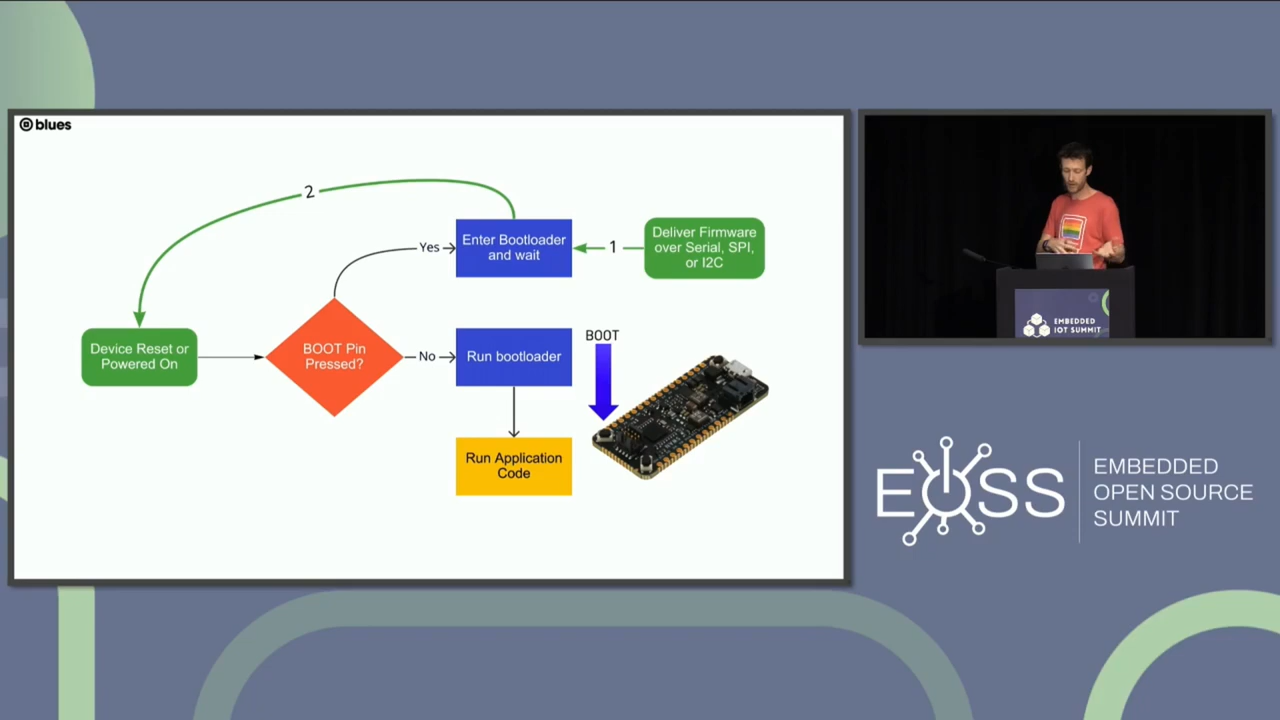 blues
2
Yes
Enter Bootloader
and wait
1
Deliver Firmware
over Serial, SPI,
or I2C
Device Reset or
Powered On
BOOT Pin
Pressed?
No
Run bootloader
BOOT
Run Application
Code
EMBEDDED
IOT SUMMIT
EOSS
EMBEDDED
OPEN SOURCE
SUMMIT